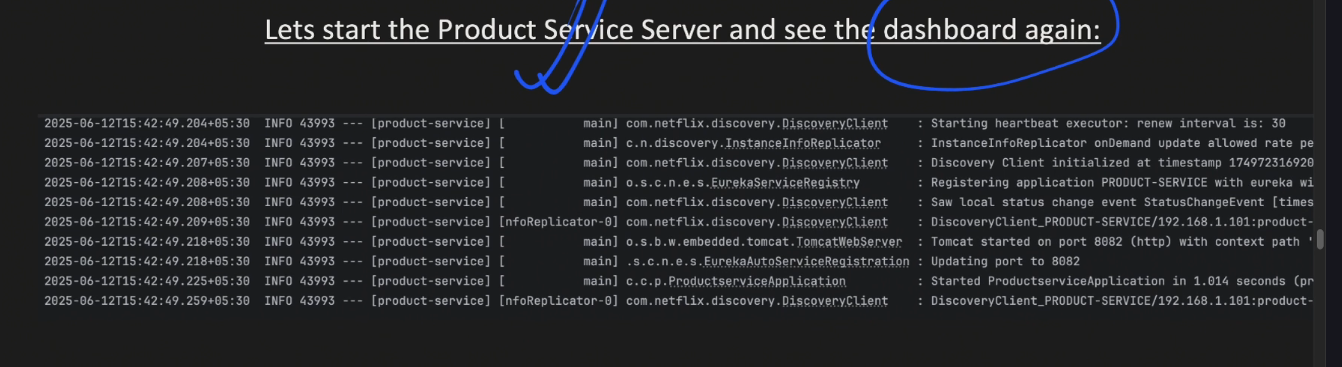 Lets start the Product Service Server and see the dashboard again:
2025-06-12T15:42:49.204+05:30  INFO 43993 --- [product-service] [           main] com.netflix.discovery.DiscoveryClient    : Starting heartbeat executor: renew interval is: 30
2025-06-12T15:42:49.204+05:30  INFO 43993 --- [product-service] [           main] c.n.discovery.InstanceInfoReplicator     : InstanceInfoReplicator onDemand update allowed rate pe
2025-06-12T15:42:49.207+05:30  INFO 43993 --- [product-service] [           main] com.netflix.discovery.DiscoveryClient    : Discovery Client initialized at timestamp 174972316920
2025-06-12T15:42:49.208+05:30  INFO 43993 --- [product-service] [           main] o.s.c.n.e.s.EurekaServiceRegistry        : Registering application PRODUCT-SERVICE with eureka wi
2025-06-12T15:42:49.208+05:30  INFO 43993 --- [product-service] [           main] com.netflix.discovery.DiscoveryClient    : Saw local status change event StatusChangeEvent [times
2025-06-12T15:42:49.209+05:30  INFO 43993 --- [product-service] [nfoReplicator-0] com.netflix.discovery.DiscoveryClient    : DiscoveryClient_PRODUCT-SERVICE/192.168.1.101:product-
2025-06-12T15:42:49.218+05:30  INFO 43993 --- [product-service] [           main] o.s.b.w.embedded.tomcat.TomcatWebServer  : Tomcat started on port 8082 (http) with context path '
2025-06-12T15:42:49.218+05:30  INFO 43993 --- [product-service] [           main] .s.c.n.e.s.EurekaAutoServiceRegistration : Updating port to 8082
2025-06-12T15:42:49.225+05:30  INFO 43993 --- [product-service] [           main] c.c.p.ProductserviceApplication          : Started ProductserviceApplication in 1.014 seconds (pr
2025-06-12T15:42:49.259+05:30  INFO 43993 --- [product-service] [nfoReplicator-0] com.netflix.discovery.DiscoveryClient    : DiscoveryClient_PRODUCT-SERVICE/192.168.1.101:product-